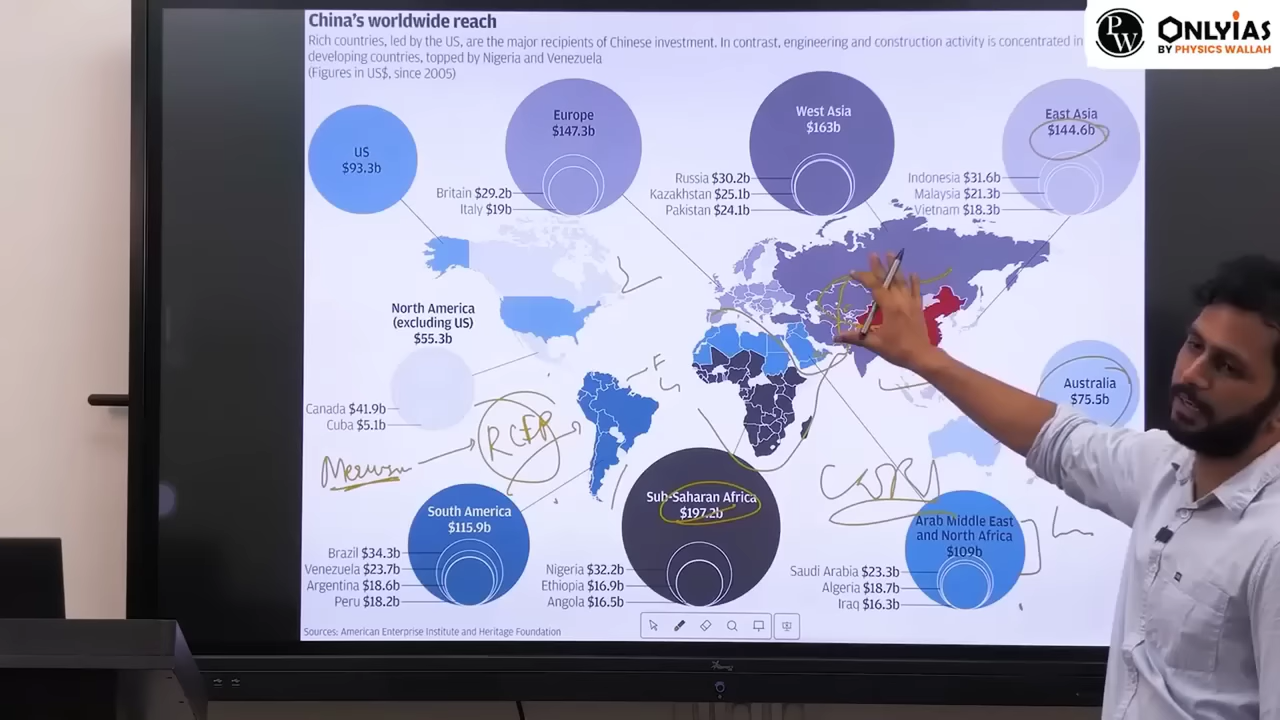 China's worldwide reach
Rich countries, led by the US, are the major recipients of Chinese investment. In contrast, engineering and construction activity is concentrated in
developing countries, topped by Nigeria and Venezuela
(Figures in US$, since 2005)
PW
ONLYIAS
BY PHYSICS WALLAH
US
$93.3b
Europe
$147.3b
Britain $29.2b
Italy $19b
West Asia
$163b
Russia $30.2b
Kazakhstan $25.1b
Pakistan $24.1b
East Asia
$144.6b
Indonesia $31.6b
Malaysia $21.3b
Vietnam $18.3b
North America
(excluding US)
$55.3b
Canada $41.9b
Cuba $5.1b
Australia
$75.5b
RCEP
South America
$115.9b
Brazil $34.3b
Venezuela $23.7b
Argentina $18.6b
Peru $18.2b
Sub-Saharan Africa
$197.2b
Nigeria $32.2b
Ethiopia $16.9b
Angola $16.5b
Arab Middle East
and North Africa
$109b
Saudi Arabia $23.3b
Algeria $18.7b
Iraq $16.3b
Sources: American Enterprise Institute and Heritage Foundation